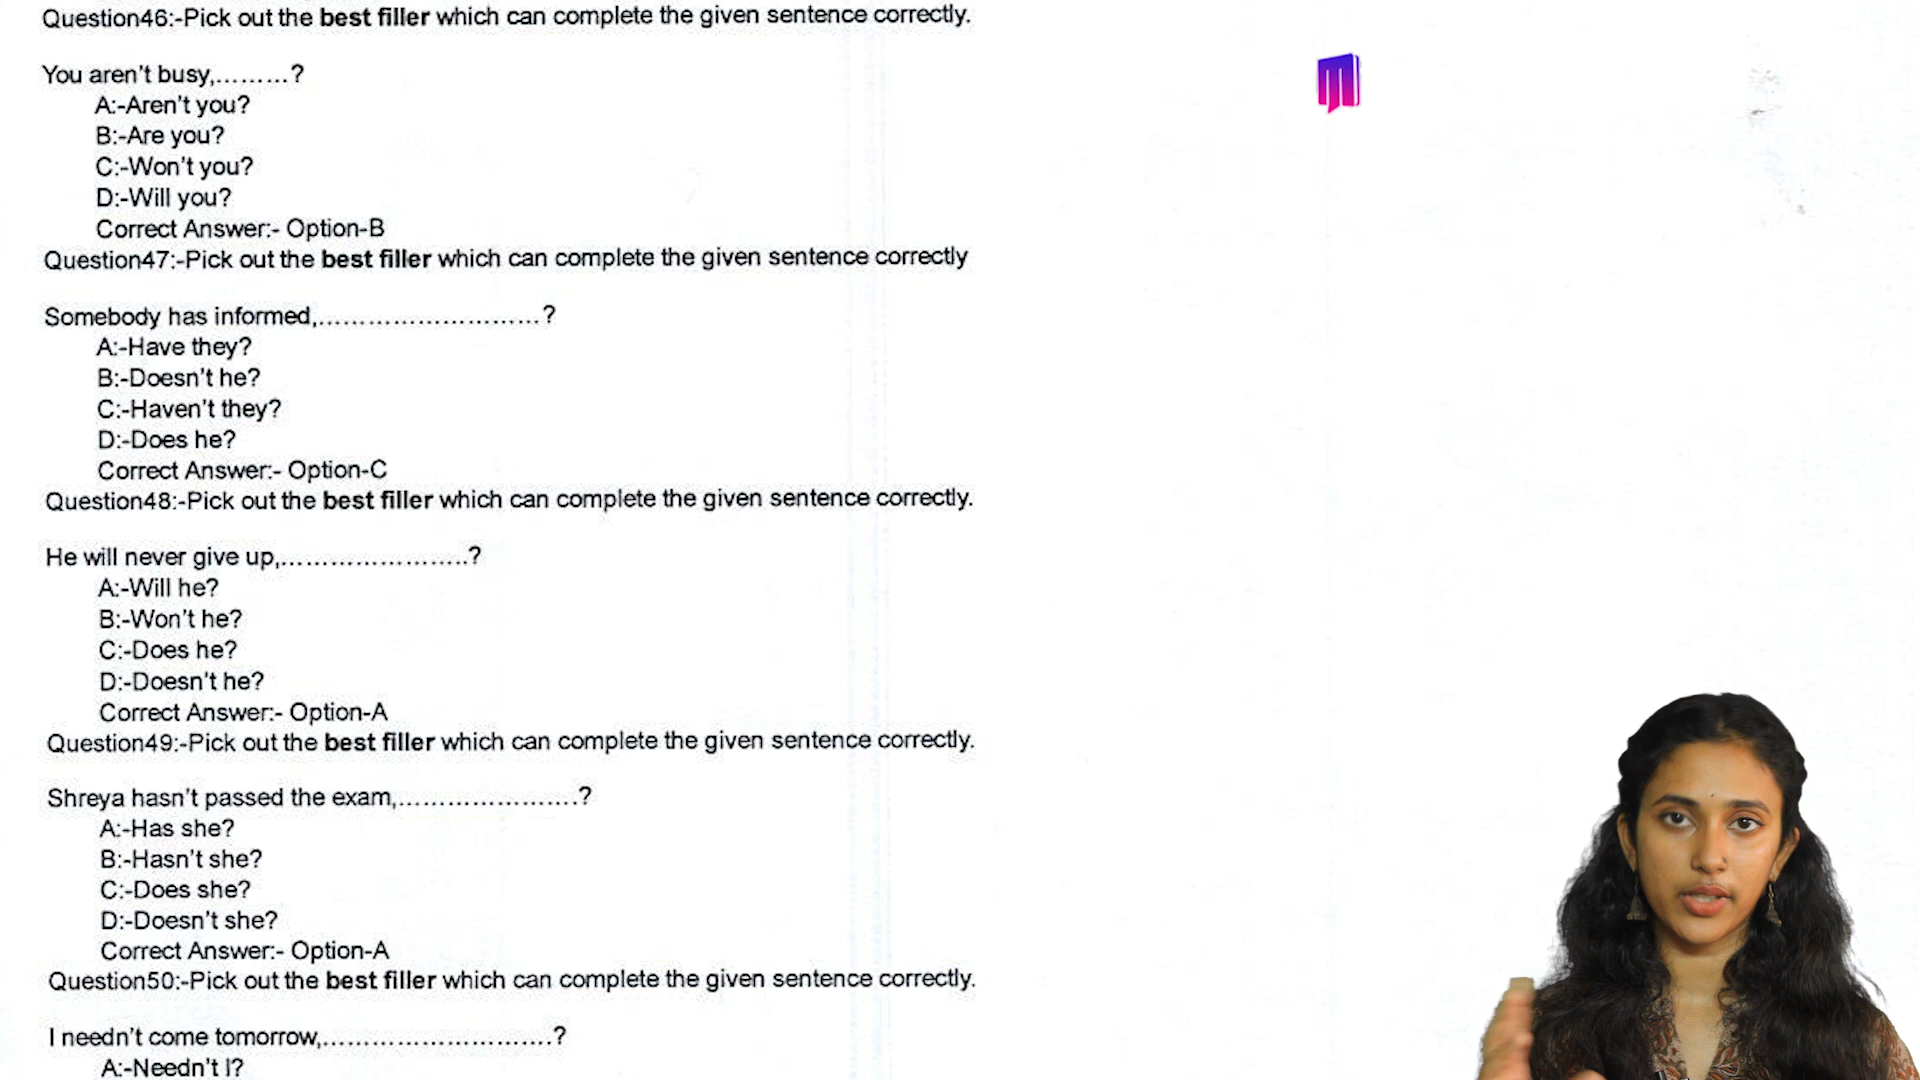 Question46:-Pick out the best filler which can complete the given sentence correctly.
You aren't busy,.........?
A:-Aren't you?
B:-Are you?
C:-Won't you?
D:-Will you?
Correct Answer:- Option-B
Question47:-Pick out the best filler which can complete the given sentence correctly
Somebody has informed,...........................?
A:-Have they?
B:-Doesn't he?
C:-Haven't they?
D:-Does he?
Correct Answer:- Option-C
Question48:-Pick out the best filler which can complete the given sentence correctly.
He will never give up,.......................?
A:-Will he?
B:-Won't he?
C:-Does he?
D:-Doesn't he?
Correct Answer:- Option-A
Question49:-Pick out the best filler which can complete the given sentence correctly.
Shreya hasn't passed the exam,......................?
A:-Has she?
B:-Hasn't she?
C:-Does she?
D:-Doesn't she?
Correct Answer:- Option-A
Question50:-Pick out the best filler which can complete the given sentence correctly.
I needn't come tomorrow,............................?
A:-Needn't I?